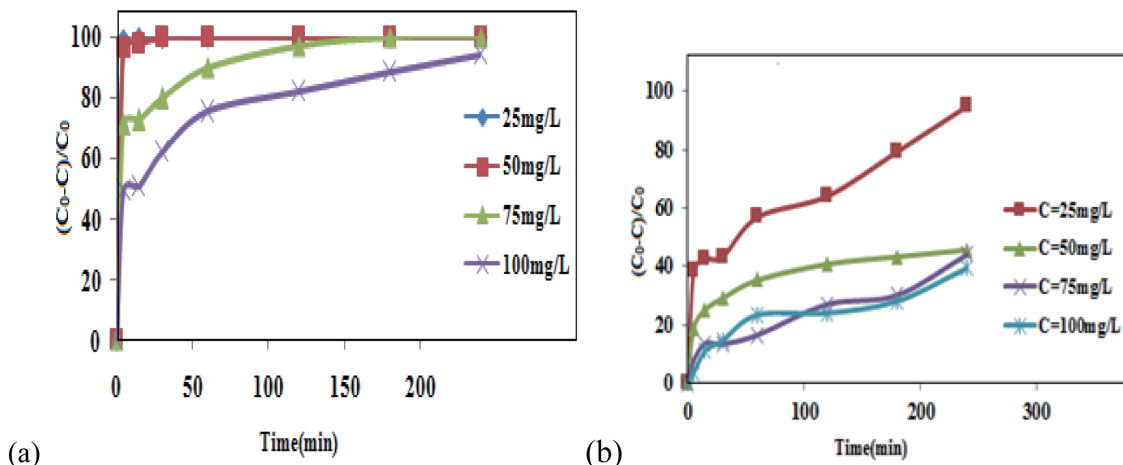 (a)
(C₀-C)/C₀
100
80
60
40
20
0
0 50 100 150 200
Time(min)
25mg/L
50mg/L
75mg/L
100mg/L
(b)
(C₀-C)/C₀
100
80
60
40
20
0
0 100 200 300
Time(min)
C=25mg/L
C=50mg/L
C=75mg/L
C=100mg/L